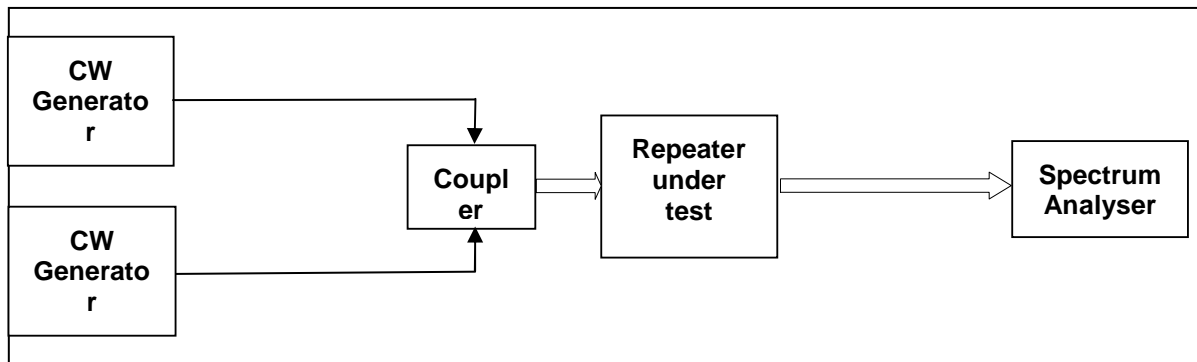 CW
Generato
r
CW
Generato
r
Coupl
er
Repeater
under
test
Spectrum
Analyser